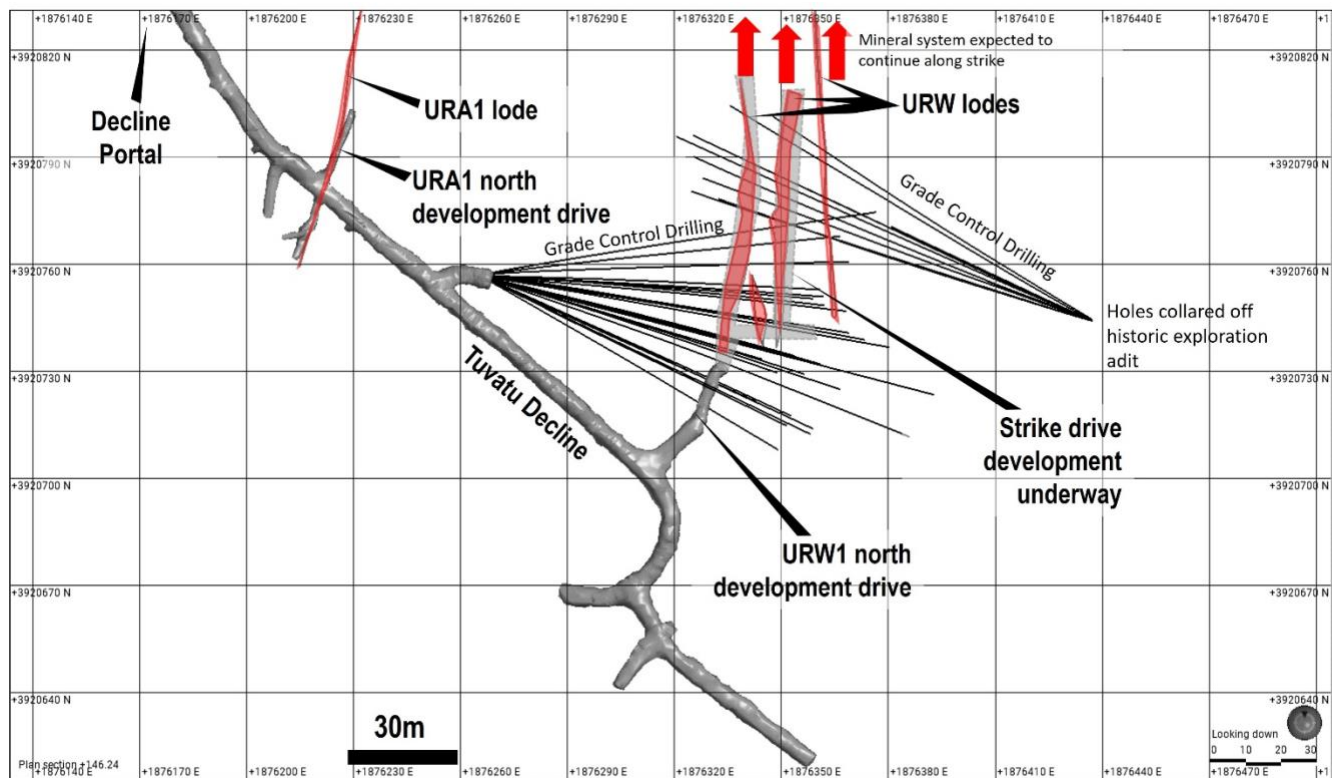 +1876140 E
+1876170 E
+1876200 E
+1876230 E
+1876260 E
+1876290 E
+1876320 E
+1876350 E
+1876380 E
+1876410 E
+1876440 E
+1876470 E
+1
+3920820 N
+3920820 N
Mineral system expected to
continue along strike
URA1 lode
URW lodes
Decline
Portal
+3920790 N
+3920790 N
URA1 north
development drive
Grade Control Drilling
Grade Control Drilling
+3920760 N
+3920760 N
Holes collared off
historic exploration
adit
Tuvatu Decline
+3920730 N
+3920730 N
Strike drive
development
underway
+3920700 N
+3920700 N
URW1 north
development drive
+3920670 N
+3920670 N
+3920640 N
+3920640 N
30m
Looking down
0 10 20 30
Plan section +146.24
+1876140 E
+1876170 E
+1876200 E
+1876230 E
+1876260 E
+1876290 E
+1876320 E
+1876350 E
+1876380 E
+1876410 E
+1876440 E
+1876470 E
+1